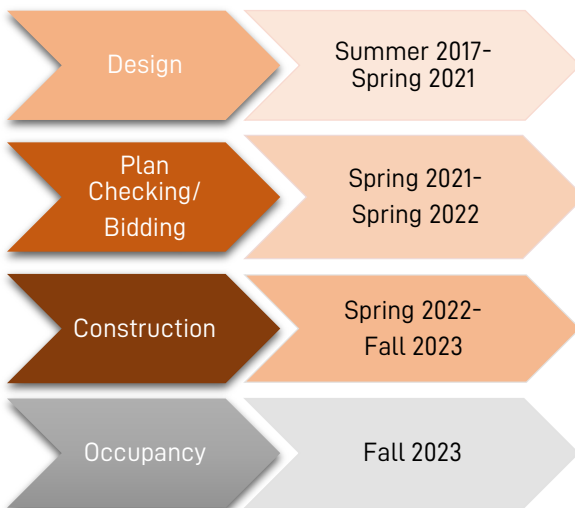 Design
Summer 2017-
Spring 2021
Plan
Checking/
Bidding
Spring 2021-
Spring 2022
Construction
Spring 2022-
Fall 2023
Occupancy
Fall 2023